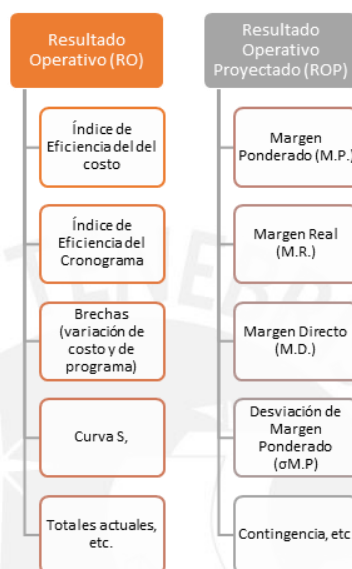 Resultado
Operativo (RO)
Índice de
Eficiencia del del
costo
Índice de
Eficiencia del
Cronograma
Brechas
(variación de
costo y de
programa)
Curva S,
Totales actuales,
etc.
Resultado
Operativo
Proyectado (ROP)
Margen
Ponderado (M.P.)
Margen Real
(M.R.)
Margen Directo
(M.D.)
Desviación de
Margen
Ponderado
(σM.P)
Contingencia, etc